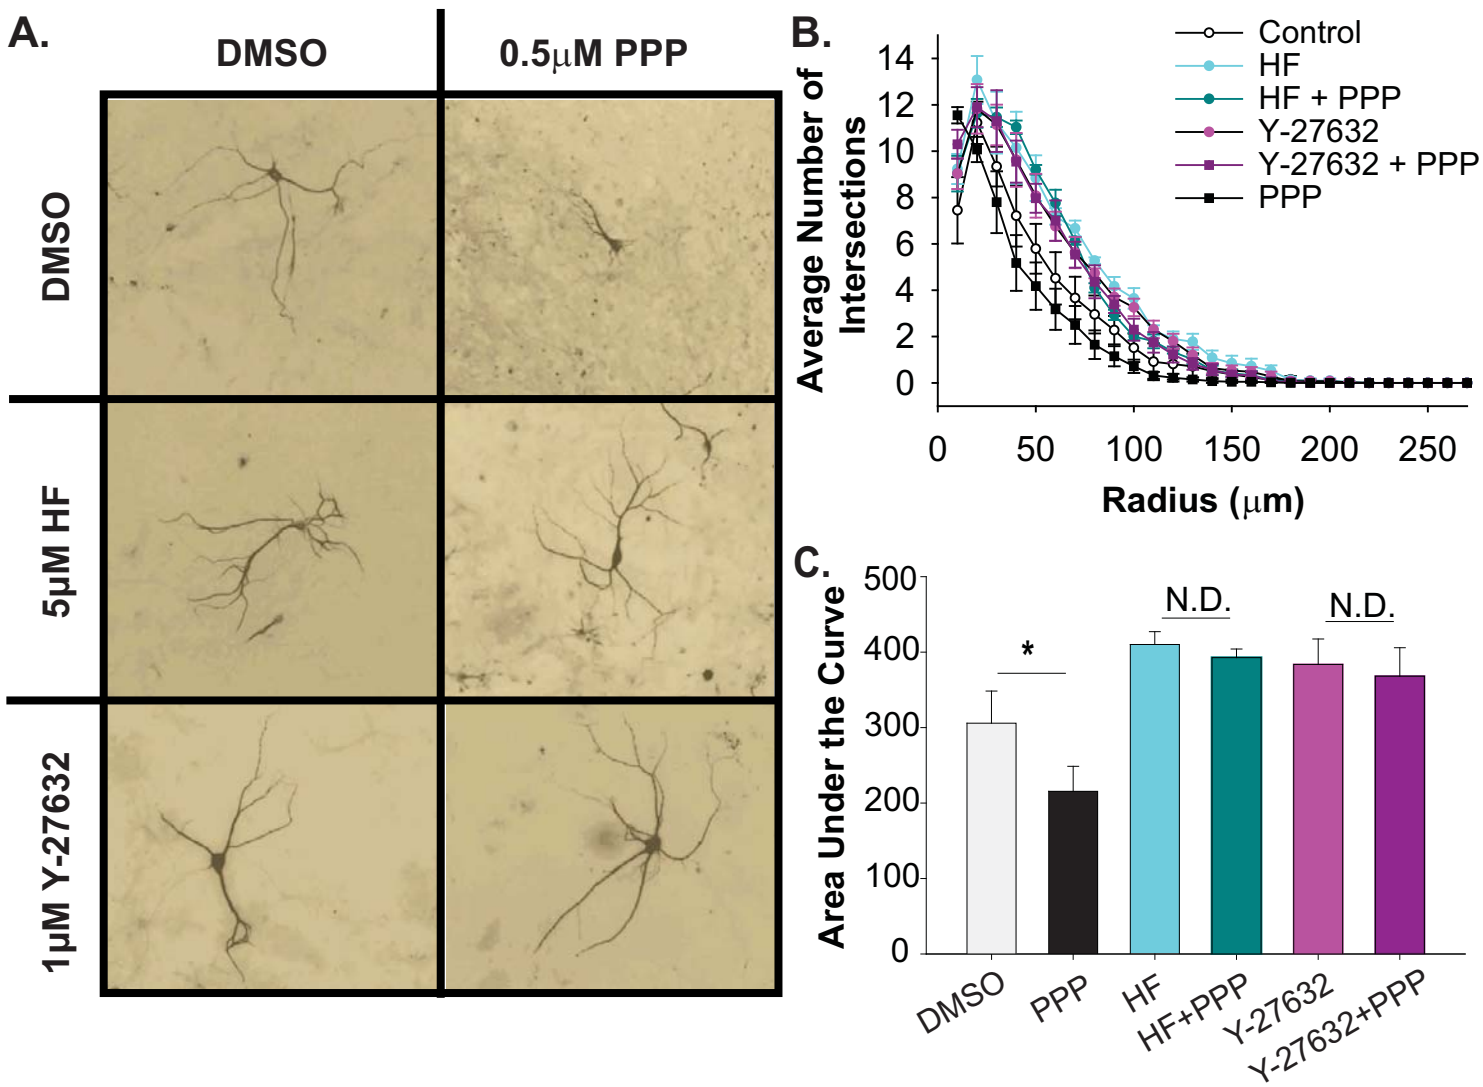 A.
DMSO
0.5μM PPP
DMSO
5μM HF
1μM Y-27632
B.
Average Number of
Intersections
14
12
10
8
6
4
2
0
0 50 100 150 200 250
Radius (μm)
Control
HF
HF + PPP
Y-27632
Y-27632 + PPP
PPP
C.
Area Under the Curve
500
400
300
200
100
0
*
N.D.
N.D.
DMSO
PPP
HF
HF+PPP
Y-27632
Y-27632+PPP